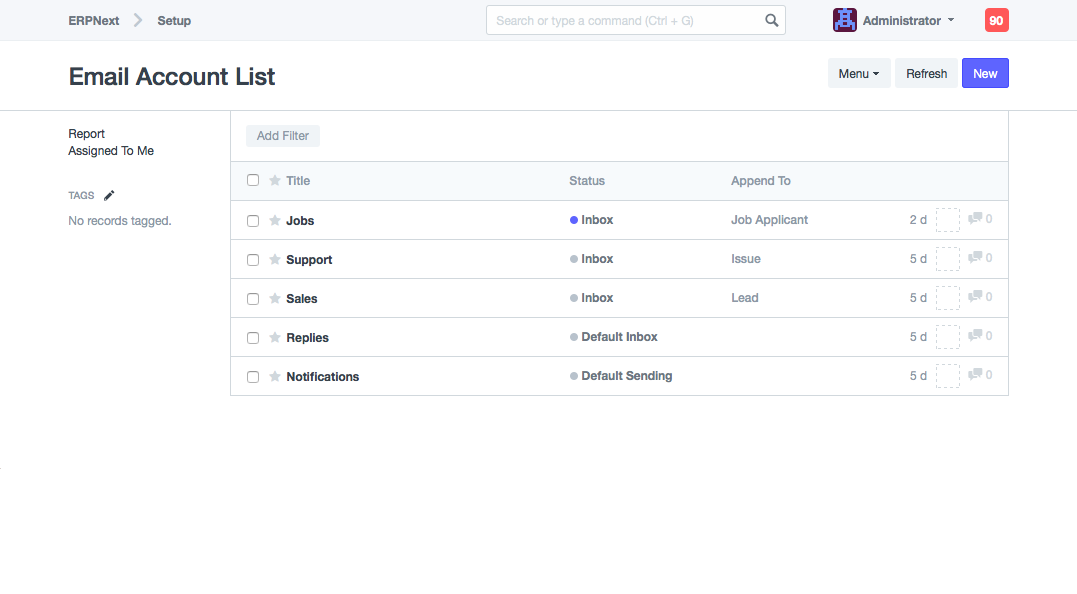 ERPNext Setup Search or type a command (Ctrl + G) Administrator 90
Email Account List Menu Refresh New
Report
Assigned To Me
TAGS
No records tagged.
Add Filter
Title Status Append To
Jobs Inbox Job Applicant 2 d 0
Support Inbox Issue 5 d 0
Sales Inbox Lead 5 d 0
Replies Default Inbox 5 d 0
Notifications Default Sending 5 d 0